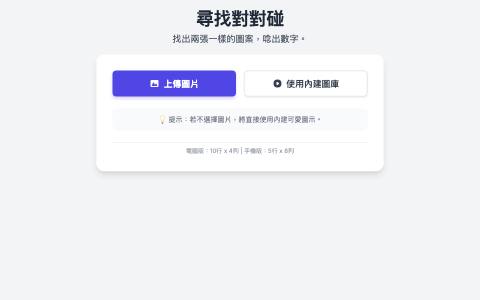 尋找對對碰
找出兩張一樣的圖案，唸出數字。
上傳圖片
使用內建圖庫
💡 提示：若不選擇圖片，將直接使用內建可愛圖示。
電腦版：10行 x 4列 | 手機版：5行 x 8列